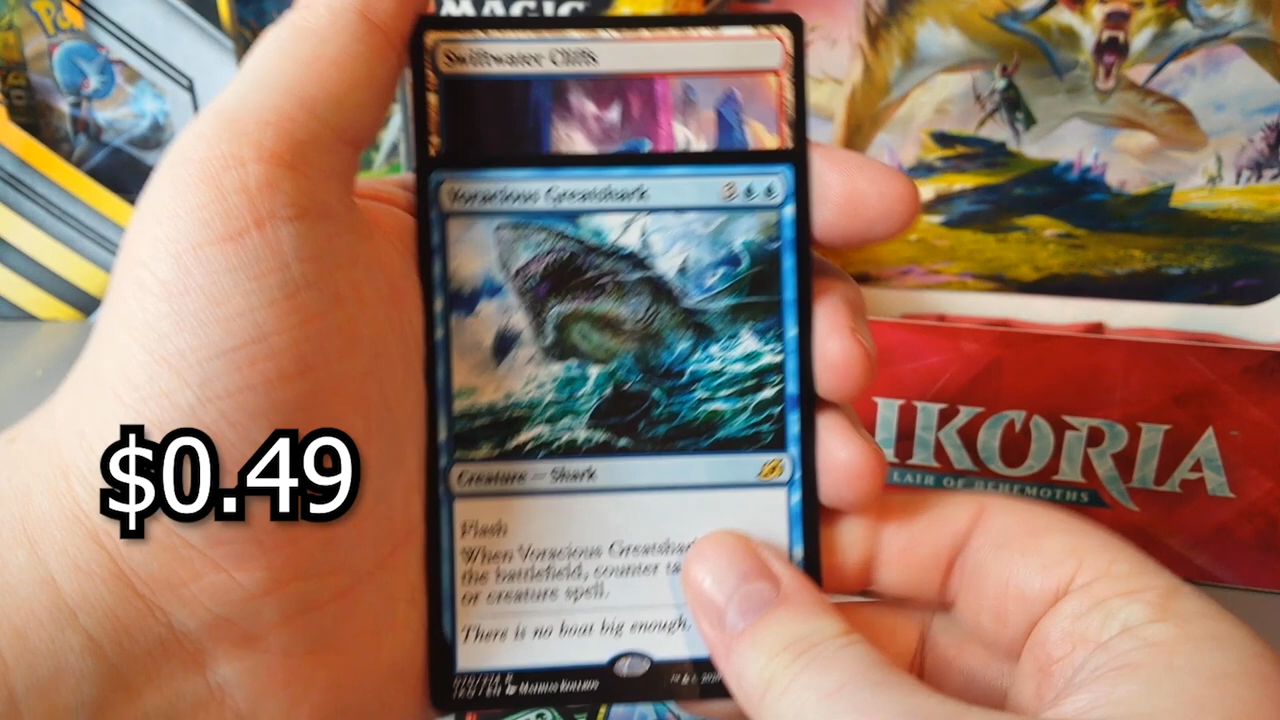 MAGIC
Swiftwater Cliffs
Voracious Greatshark 3
$0.49
IKORIA
LAIR OF BEHEMOTHS
Creature — Shark
Flash
When Voracious Greatshar
the battlefield, counter ta
or creature spell.
There is no boat big enough.